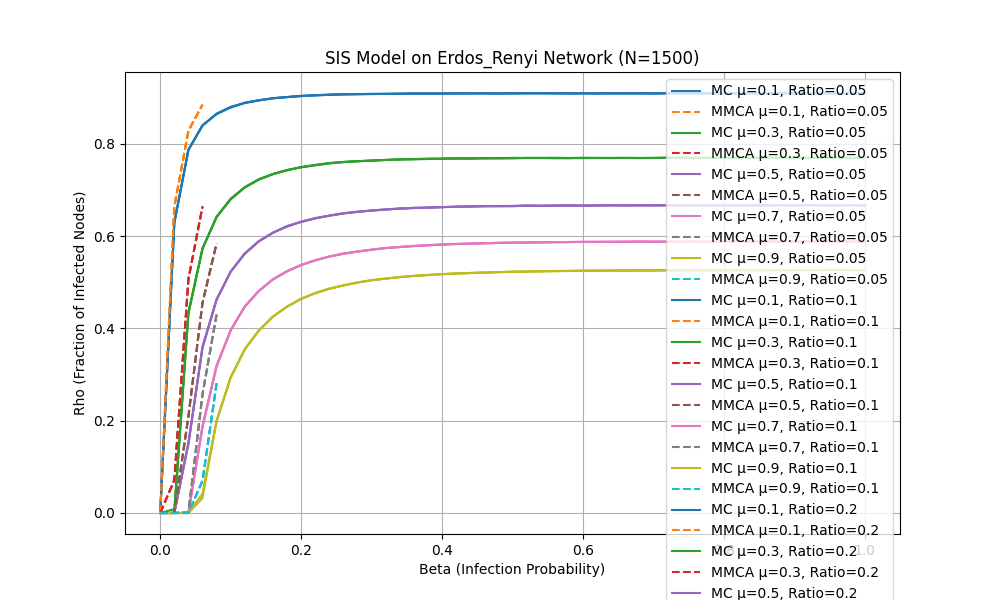 SIS Model on Erdos_Renyi Network (N=1500)
Rho (Fraction of Infected Nodes)
0.8
0.6
0.4
0.2
0.0
0.0
0.2
0.4
0.6
1.0
Beta (Infection Probability)
MC μ=0.1, Ratio=0.05
MMCA μ=0.1, Ratio=0.05
MC μ=0.3, Ratio=0.05
MMCA μ=0.3, Ratio=0.05
MC μ=0.5, Ratio=0.05
MMCA μ=0.5, Ratio=0.05
MC μ=0.7, Ratio=0.05
MMCA μ=0.7, Ratio=0.05
MC μ=0.9, Ratio=0.05
MMCA μ=0.9, Ratio=0.05
MC μ=0.1, Ratio=0.1
MMCA μ=0.1, Ratio=0.1
MC μ=0.3, Ratio=0.1
MMCA μ=0.3, Ratio=0.1
MC μ=0.5, Ratio=0.1
MMCA μ=0.5, Ratio=0.1
MC μ=0.7, Ratio=0.1
MMCA μ=0.7, Ratio=0.1
MC μ=0.9, Ratio=0.1
MMCA μ=0.9, Ratio=0.1
MC μ=0.1, Ratio=0.2
MMCA μ=0.1, Ratio=0.2
MC μ=0.3, Ratio=0.2
MMCA μ=0.3, Ratio=0.2
MC μ=0.5, Ratio=0.2